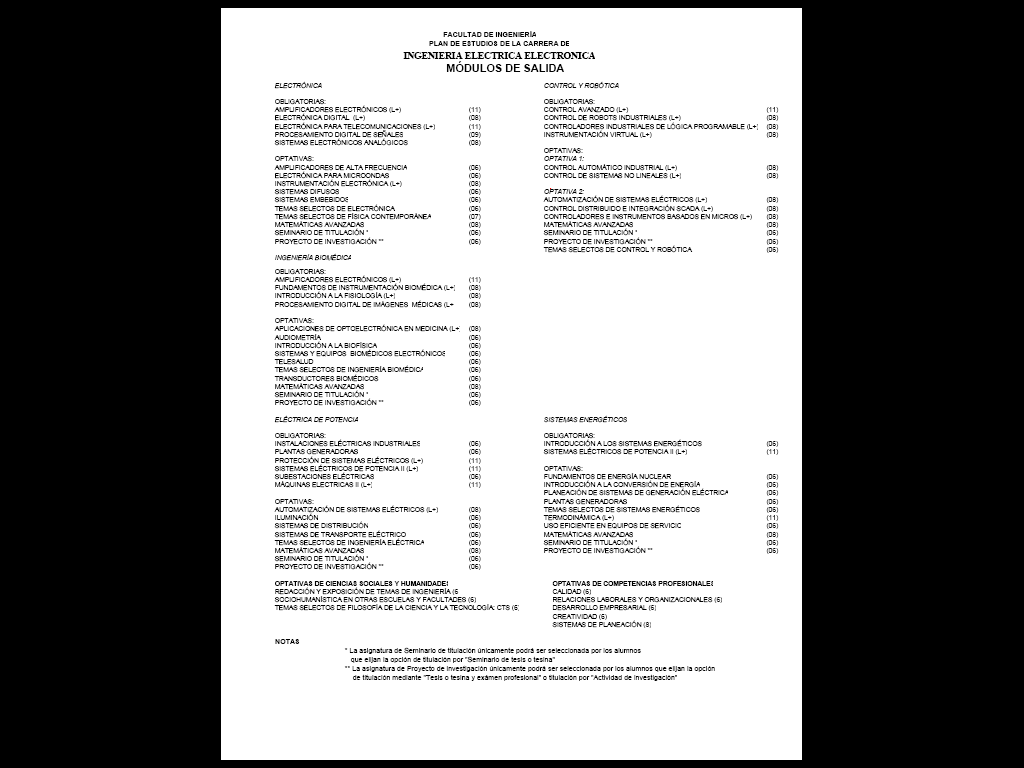 FACULTAD DE INGENIERÍA
PLAN DE ESTUDIOS DE LA CARRERA DE
INGENIERIA ELECTRICA ELECTRONICA
MÓDULOS DE SALIDA
ELECTRÓNICA
OBLIGATORIAS:
AMPLIFICADORES ELECTRÓNICOS (L+) (11)
ELECTRÓNICA DIGITAL (L+) (08)
ELECTRÓNICA PARA TELECOMUNICACIONES (L+) (11)
PROCESAMIENTO DIGITAL DE SEÑALES (09)
SISTEMAS ELECTRÓNICOS ANALÓGICOS (08)
OPTATIVAS:
AMPLIFICADORES DE ALTA FRECUENCIA (06)
ELECTRÓNICA PARA MICROONDAS (06)
INSTRUMENTACIÓN ELECTRÓNICA (L+) (08)
SISTEMAS DIFUSOS (06)
SISTEMAS EMBEBIDOS (06)
TEMAS SELECTOS DE ELECTRÓNICA (06)
TEMAS SELECTOS DE FÍSICA CONTEMPORÁNEA (07)
MATEMÁTICAS AVANZADAS (08)
SEMINARIO DE TITULACIÓN * (06)
PROYECTO DE INVESTIGACIÓN ** (06)
INGENIERÍA BIOMÉDICA
OBLIGATORIAS:
AMPLIFICADORES ELECTRÓNICOS (L+) (11)
FUNDAMENTOS DE INSTRUMENTACIÓN BIOMÉDICA (L+) (08)
INTRODUCCIÓN A LA FISIOLOGÍA (L+) (08)
PROCESAMIENTO DIGITAL DE IMÁGENES MÉDICAS (L+ (08)
OPTATIVAS:
APLICACIONES DE OPTOELECTRÓNICA EN MEDICINA (L+) (08)
AUDIOMETRÍA (06)
INTRODUCCIÓN A LA BIOFÍSICA (06)
SISTEMAS Y EQUIPOS BIOMÉDICOS ELECTRÓNICOS (06)
TELESALUD (06)
TEMAS SELECTOS DE INGENIERÍA BIOMÉDICA (06)
TRANSDUCTORES BIOMÉDICOS (06)
MATEMÁTICAS AVANZADAS (08)
SEMINARIO DE TITULACIÓN * (06)
PROYECTO DE INVESTIGACIÓN ** (06)
CONTROL Y ROBÓTICA
OBLIGATORIAS:
CONTROL AVANZADO (L+) (11)
CONTROL DE ROBOTS INDUSTRIALES (L+) (08)
CONTROLADORES INDUSTRIALES DE LÓGICA PROGRAMABLE (L+) (08)
INSTRUMENTACIÓN VIRTUAL (L+) (08)
OPTATIVAS:
OPTATIVA 1:
CONTROL AUTOMÁTICO INDUSTRIAL (L+) (08)
CONTROL DE SISTEMAS NO LINEALES (L+) (08)
OPTATIVA 2:
AUTOMATIZACIÓN DE SISTEMAS ELÉCTRICOS (L+) (08)
CONTROL DISTRIBUIDO E INTEGRACIÓN SCADA (L+) (08)
CONTROLADORES E INSTRUMENTOS BASADOS EN MICROS (L+) (08)
MATEMÁTICAS AVANZADAS (08)
SEMINARIO DE TITULACIÓN * (06)
PROYECTO DE INVESTIGACIÓN ** (06)
TEMAS SELECTOS DE CONTROL Y ROBÓTICA (06)
ELÉCTRICA DE POTENCIA
OBLIGATORIAS:
INSTALACIONES ELÉCTRICAS INDUSTRIALES (06)
PLANTAS GENERADORAS (06)
PROTECCIÓN DE SISTEMAS ELÉCTRICOS (L+) (11)
SISTEMAS ELÉCTRICOS DE POTENCIA II (L+) (11)
SUBESTACIONES ELÉCTRICAS (06)
MÁQUINAS ELECTRICAS II (L+) (11)
OPTATIVAS:
AUTOMATIZACIÓN DE SISTEMAS ELÉCTRICOS (L+) (08)
ILUMINACIÓN (06)
SISTEMAS DE DISTRIBUCIÓN (06)
SISTEMAS DE TRANSPORTE ELÉCTRICO (06)
TEMAS SELECTOS DE INGENIERÍA ELÉCTRICA (06)
MATEMÁTICAS AVANZADAS (08)
SEMINARIO DE TITULACIÓN * (06)
PROYECTO DE INVESTIGACIÓN ** (06)
SISTEMAS ENERGÉTICOS
OBLIGATORIAS:
INTRODUCCIÓN A LOS SISTEMAS ENERGÉTICOS (06)
SISTEMAS ELÉCTRICOS DE POTENCIA II (L+) (11)
OPTATIVAS:
FUNDAMENTOS DE ENERGÍA NUCLEAR (06)
INTRODUCCIÓN A LA CONVERSIÓN DE ENERGÍA (06)
PLANEACIÓN DE SISTEMAS DE GENERACIÓN ELÉCTRICA (06)
PLANTAS GENERADORAS (06)
TEMAS SELECTOS DE SISTEMAS ENERGÉTICOS (06)
TERMODINÁMICA (L+) (11)
USO EFICIENTE EN EQUIPOS DE SERVICIO (06)
MATEMÁTICAS AVANZADAS (08)
SEMINARIO DE TITULACIÓN * (06)
PROYECTO DE INVESTIGACIÓN ** (06)
OPTATIVAS DE CIENCIAS SOCIALES Y HUMANIDADES
REDACCIÓN Y EXPOSICIÓN DE TEMAS DE INGENIERÍA (6
SOCIOHUMANÍSTICA EN OTRAS ESCUELAS Y FACULTADES (6)
TEMAS SELECTOS DE FILOSOFÍA DE LA CIENCIA Y LA TECNOLOGÍA: CTS (6)
OPTATIVAS DE COMPETENCIAS PROFESIONALES
CALIDAD (6)
RELACIONES LABORALES Y ORGANIZACIONALES (6)
DESARROLLO EMPRESARIAL (6)
CREATIVIDAD (6)
SISTEMAS DE PLANEACIÓN (8)
NOTAS
* La asignatura de Seminario de titulación únicamente podrá ser seleccionada por los alumnos
que elijan la opción de titulación por "Seminario de tesis o tesina"
** La asignatura de Proyecto de Investigación únicamente podrá ser seleccionada por los alumnos que elijan la opción
de titulación mediante "Tesis o tesina y exámen profesional" o titulación por "Actividad de investigación"